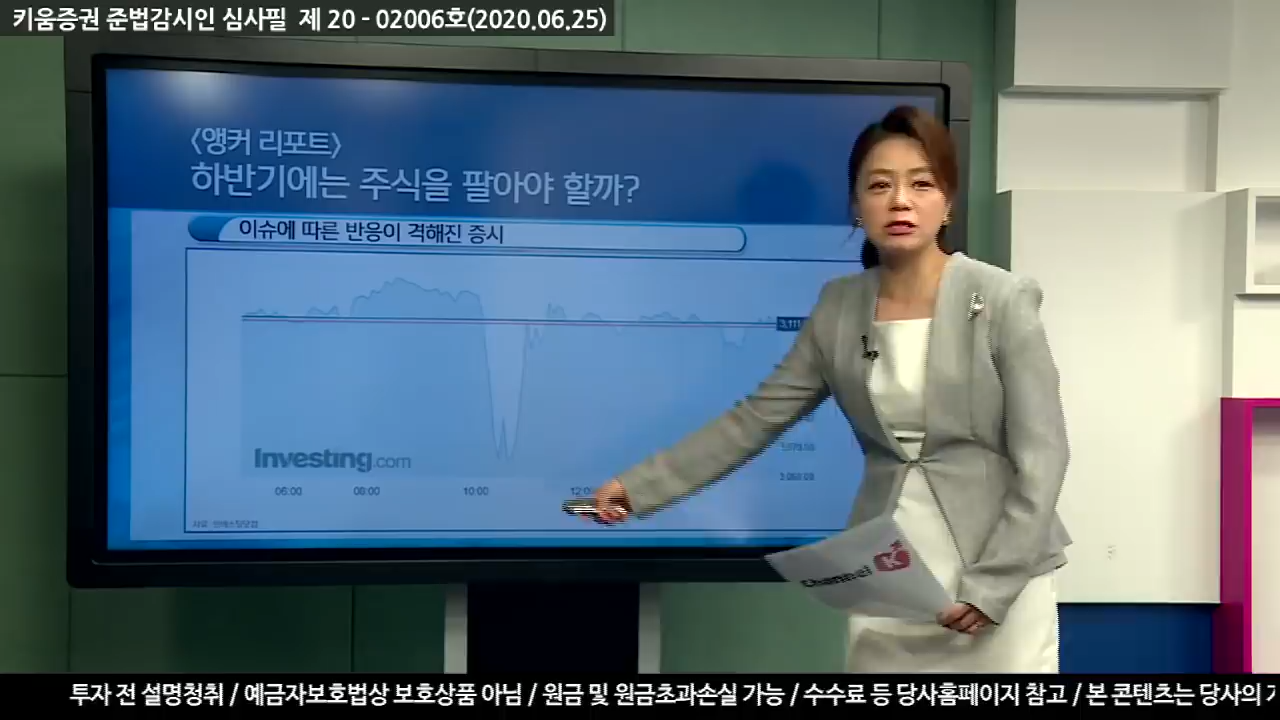 키움증권 준법감시인 심사필 제 20 - 02006호(2020.06.25)
<앵커 리포트>
하반기에는 주식을 팔아야 할까?
이슈에 따른 반응이 격해진 증시
Investing.com
06:00 08:00 10:00
channel K
투자 전 설명청취 / 예금자보호법상 보호상품 아님 / 원금 및 원금초과손실 가능 / 수수료 등 당사홈페이지 참고 / 본 콘텐츠는 당사의